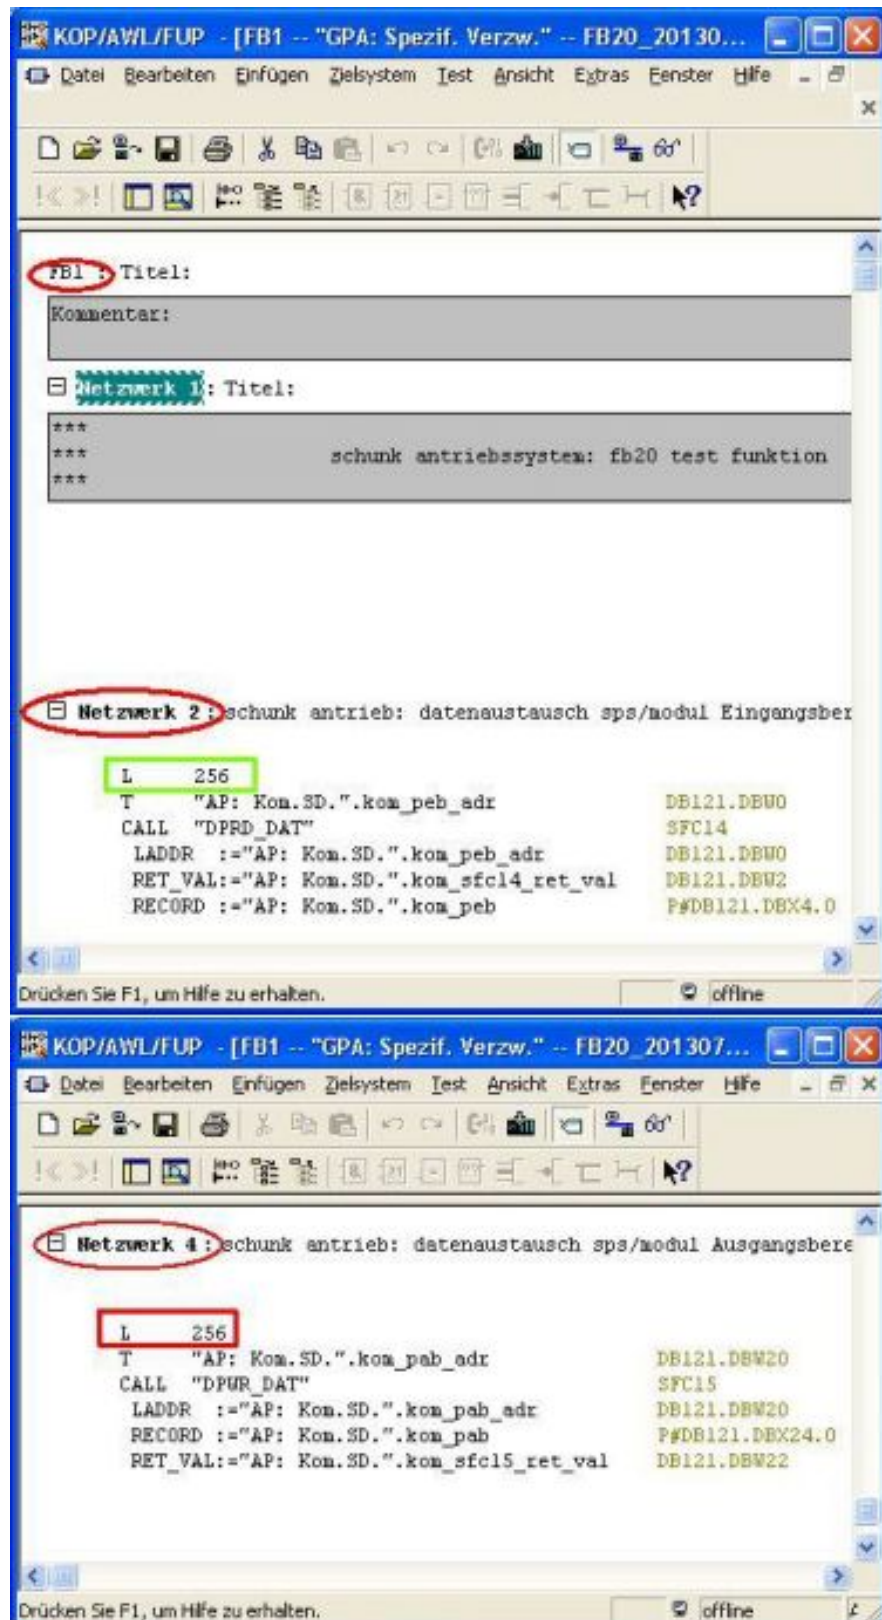 KOP/AWL/FUP - [FB1 -- "GPA: Spezif. Verzw." -- FB20_20130...
Datei Bearbeiten Einfügen Zielsystem Test Ansicht Extras Fenster Hilfe
FB1 : Titel:
Kommentar:
Netzwerk 1: Titel:
***
*** schunk antriebssystem: fb20 test funktion
***
Netzwerk 2 : schunk antrieb: datenaustausch sps/modul Eingangsber
L 256
T "AP: Kom.SD.".kom_peb_adr DB121.DBW0
CALL "DPRD_DAT" SFC14
LADDR :="AP: Kom.SD.".kom_peb_adr DB121.DBW0
RET_VAL:="AP: Kom.SD.".kom_sfc14_ret_val DB121.DBW2
RECORD :="AP: Kom.SD.".kom_peb P#DB121.DBX4.0
Drücken Sie F1, um Hilfe zu erhalten. offline
KOP/AWL/FUP - [FB1 -- "GPA: Spezif. Verzw." -- FB20_201307...
Datei Bearbeiten Einfügen Zielsystem Test Ansicht Extras Fenster Hilfe
Netzwerk 4 : schunk antrieb: datenaustausch sps/modul Ausgangsbere
L 256
T "AP: Kom.SD.".kom_pab_adr DB121.DBW20
CALL "DPWR_DAT" SFC15
LADDR :="AP: Kom.SD.".kom_pab_adr DB121.DBW20
RECORD :="AP: Kom.SD.".kom_pab P#DB121.DBX24.0
RET_VAL:="AP: Kom.SD.".kom_sfc15_ret_val DB121.DBW22
Drücken Sie F1, um Hilfe zu erhalten. offline